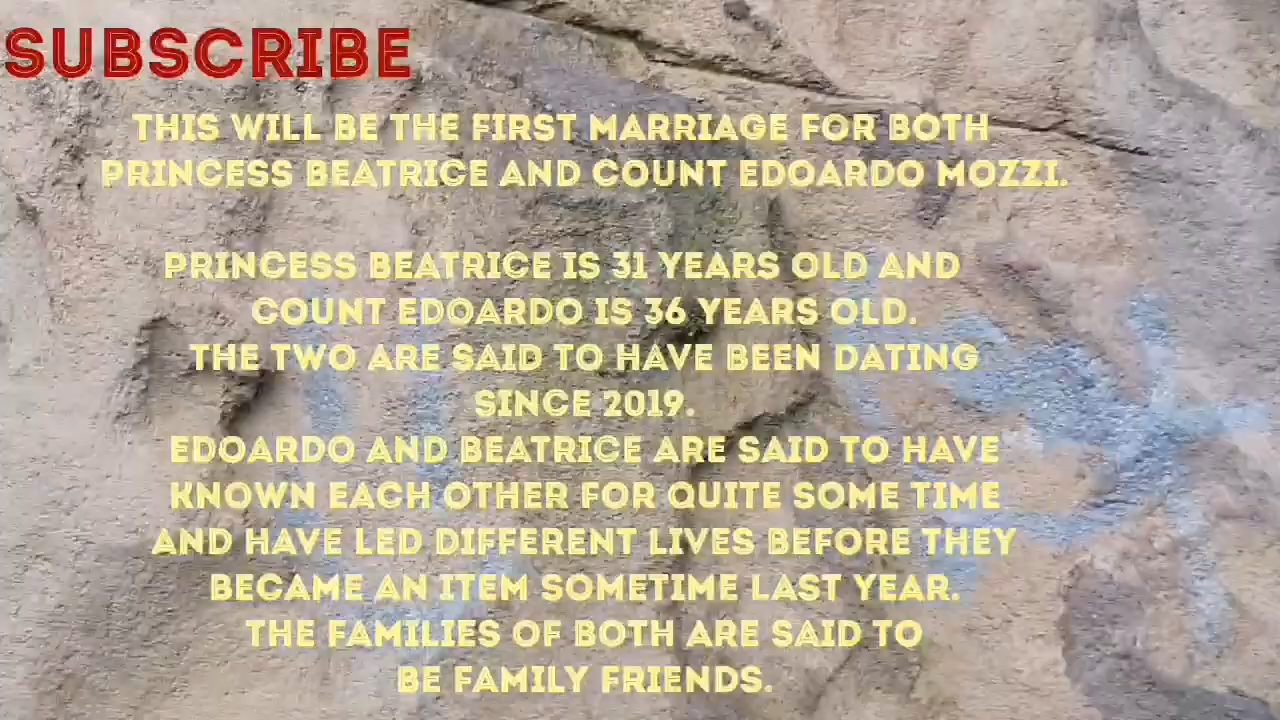 SUBSCRIBE
THIS WILL BE THE FIRST MARRIAGE FOR BOTH
PRINCESS BEATRICE AND COUNT EDOARDO MOZZI.
PRINCESS BEATRICE IS 31 YEARS OLD AND
COUNT EDOARDO IS 36 YEARS OLD.
THE TWO ARE SAID TO HAVE BEEN DATING
SINCE 2019.
EDOARDO AND BEATRICE ARE SAID TO HAVE
KNOWN EACH OTHER FOR QUITE SOME TIME
AND HAVE LED DIFFERENT LIVES BEFORE THEY
BECAME AN ITEM SOMETIME LAST YEAR.
THE FAMILIES OF BOTH ARE SAID TO
BE FAMILY FRIENDS.